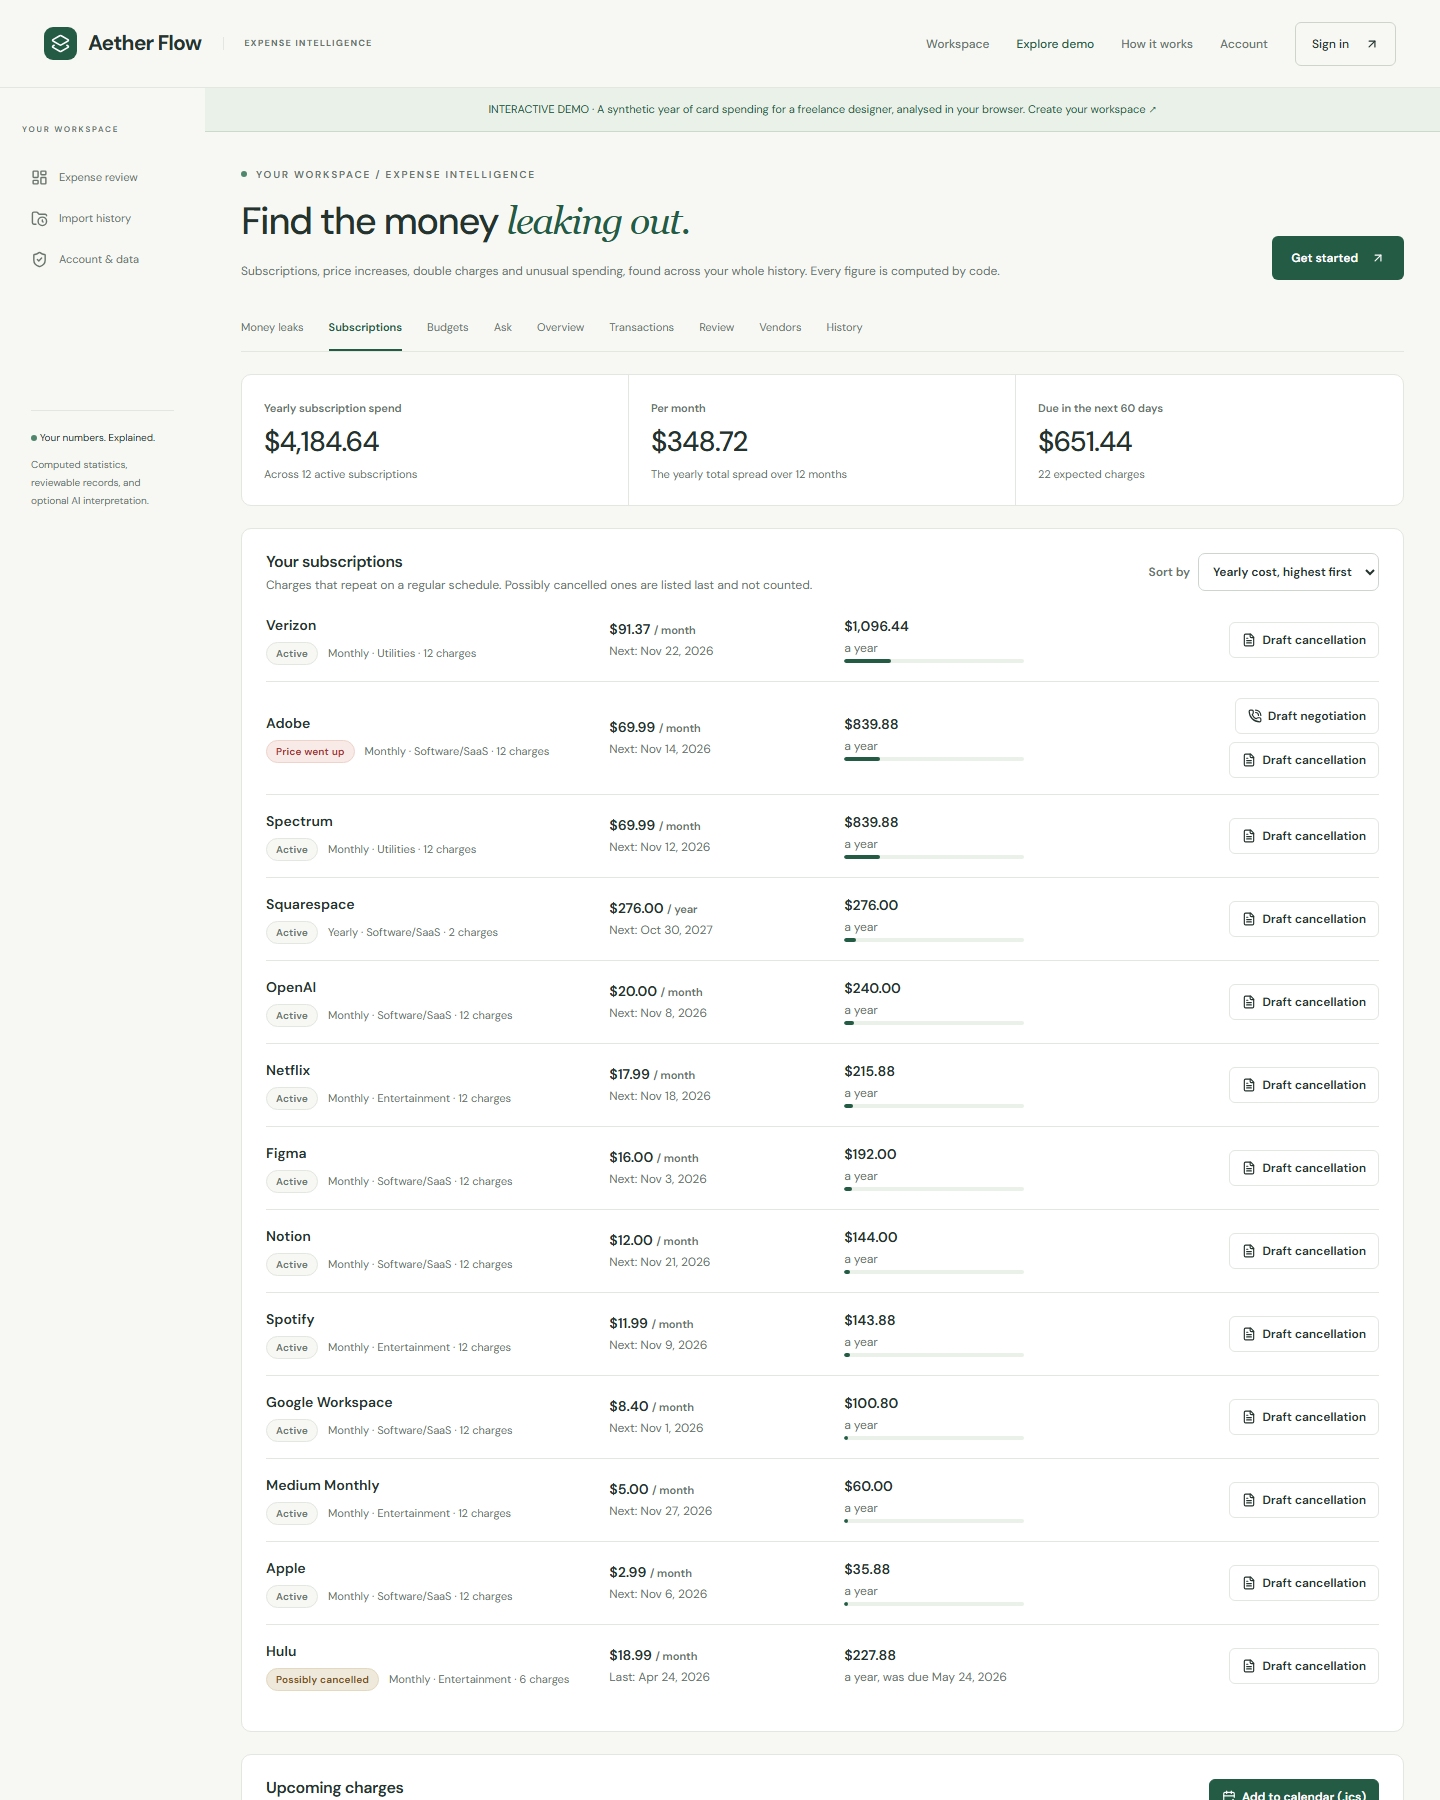 Aether Flow
EXPENSE INTELLIGENCE
Workspace
Explore demo
How it works
Account
Sign in
YOUR WORKSPACE
Expense review
Import history
Account & data
Your numbers. Explained.
Computed statistics,
reviewable records, and
optional AI interpretation.
INTERACTIVE DEMO · A synthetic year of card spending for a freelance designer, analysed in your browser. Create your workspace ↗
YOUR WORKSPACE / EXPENSE INTELLIGENCE
Find the money leaking out.
Subscriptions, price increases, double charges and unusual spending, found across your whole history. Every figure is computed by code.
Get started
Money leaks
Subscriptions
Budgets
Ask
Overview
Transactions
Review
Vendors
History
Yearly subscription spend
$4,184.64
Across 12 active subscriptions
Per month
$348.72
The yearly total spread over 12 months
Due in the next 60 days
$651.44
22 expected charges
Your subscriptions
Charges that repeat on a regular schedule. Possibly cancelled ones are listed last and not counted.
Sort by
Yearly cost, highest first
Verizon
Active
Monthly · Utilities · 12 charges
$91.37 / month
Next: Nov 22, 2026
$1,096.44
a year
Draft cancellation
Adobe
Price went up
Monthly · Software/SaaS · 12 charges
$69.99 / month
Next: Nov 14, 2026
$839.88
a year
Draft negotiation
Draft cancellation
Spectrum
Active
Monthly · Utilities · 12 charges
$69.99 / month
Next: Nov 12, 2026
$839.88
a year
Draft cancellation
Squarespace
Active
Yearly · Software/SaaS · 2 charges
$276.00 / year
Next: Oct 30, 2027
$276.00
a year
Draft cancellation
OpenAI
Active
Monthly · Software/SaaS · 12 charges
$20.00 / month
Next: Nov 8, 2026
$240.00
a year
Draft cancellation
Netflix
Active
Monthly · Entertainment · 12 charges
$17.99 / month
Next: Nov 18, 2026
$215.88
a year
Draft cancellation
Figma
Active
Monthly · Software/SaaS · 12 charges
$16.00 / month
Next: Nov 3, 2026
$192.00
a year
Draft cancellation
Notion
Active
Monthly · Software/SaaS · 12 charges
$12.00 / month
Next: Nov 21, 2026
$144.00
a year
Draft cancellation
Spotify
Active
Monthly · Entertainment · 12 charges
$11.99 / month
Next: Nov 9, 2026
$143.88
a year
Draft cancellation
Google Workspace
Active
Monthly · Software/SaaS · 12 charges
$8.40 / month
Next: Nov 1, 2026
$100.80
a year
Draft cancellation
Medium Monthly
Active
Monthly · Entertainment · 12 charges
$5.00 / month
Next: Nov 27, 2026
$60.00
a year
Draft cancellation
Apple
Active
Monthly · Software/SaaS · 12 charges
$2.99 / month
Next: Nov 6, 2026
$35.88
a year
Draft cancellation
Hulu
Possibly cancelled
Monthly · Entertainment · 6 charges
$18.99 / month
Last: Apr 24, 2026
$227.88
a year, was due May 24, 2026
Draft cancellation
Upcoming charges
Add to calendar (.ics)